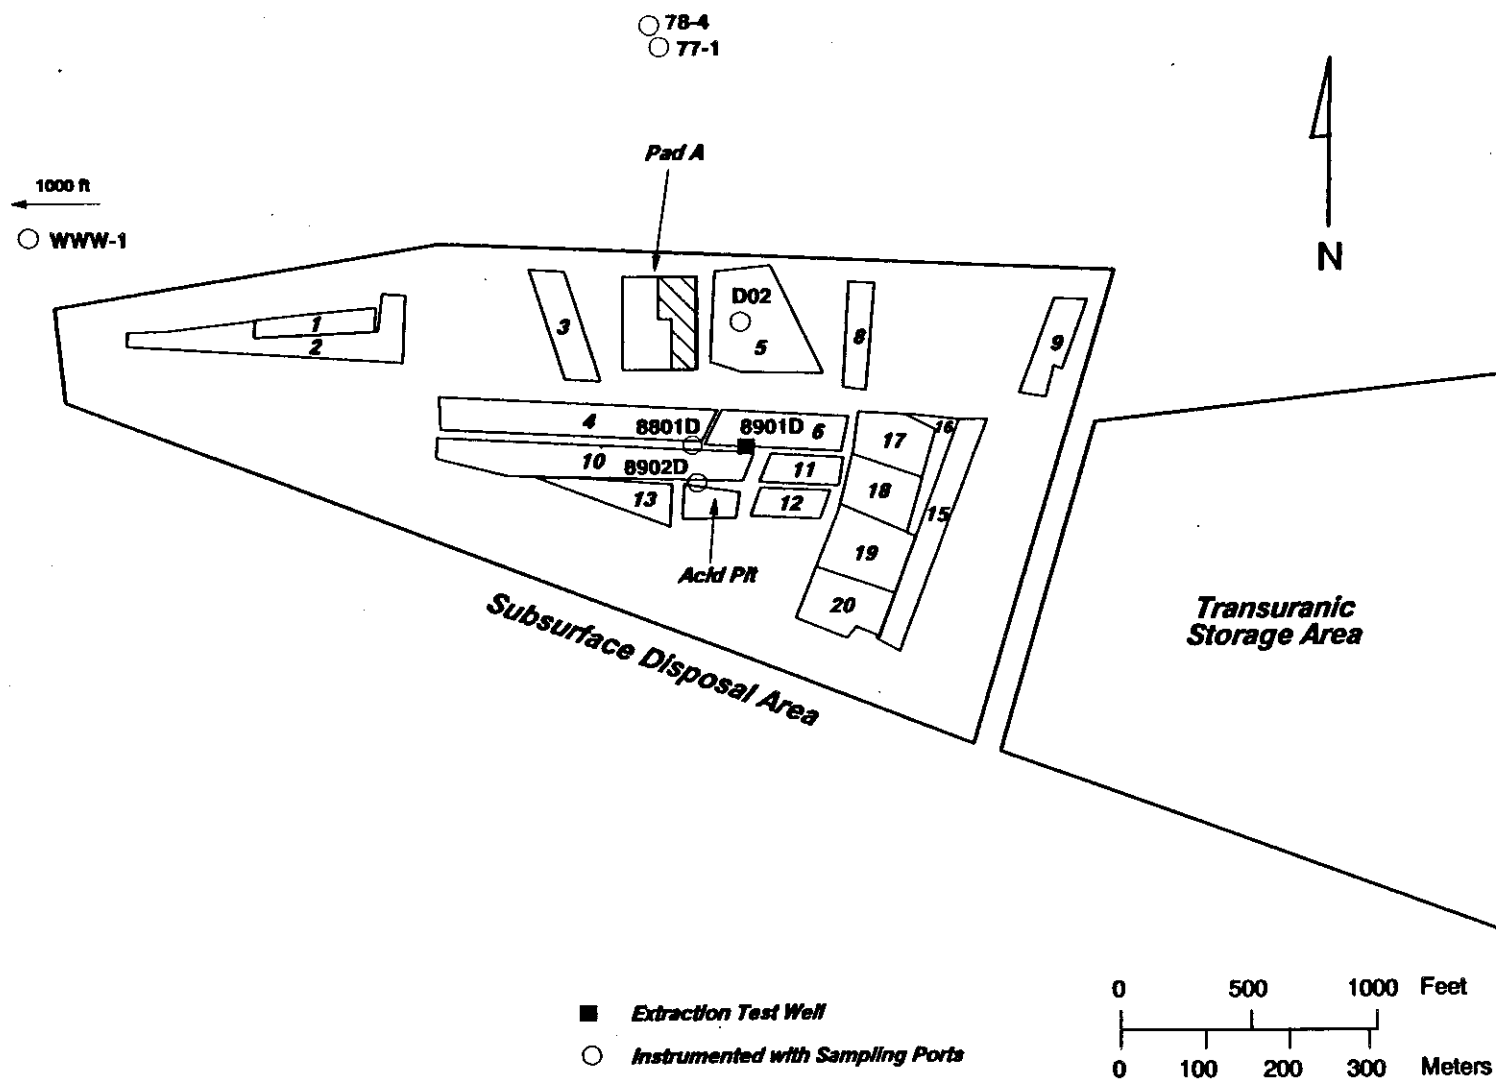 78-4
77-1
Pad A
1000 ft
WWW-1
N
D02
1
2
3
5
8
9
4
8801D
8901D
6
16
17
10
8902D
11
18
13
12
15
19
Acid Pit
20
Subsurface Disposal Area
Transuranic
Storage Area
0 500 1000 Feet
Extraction Test Well
Instrumented with Sampling Ports
0 100 200 300 Meters